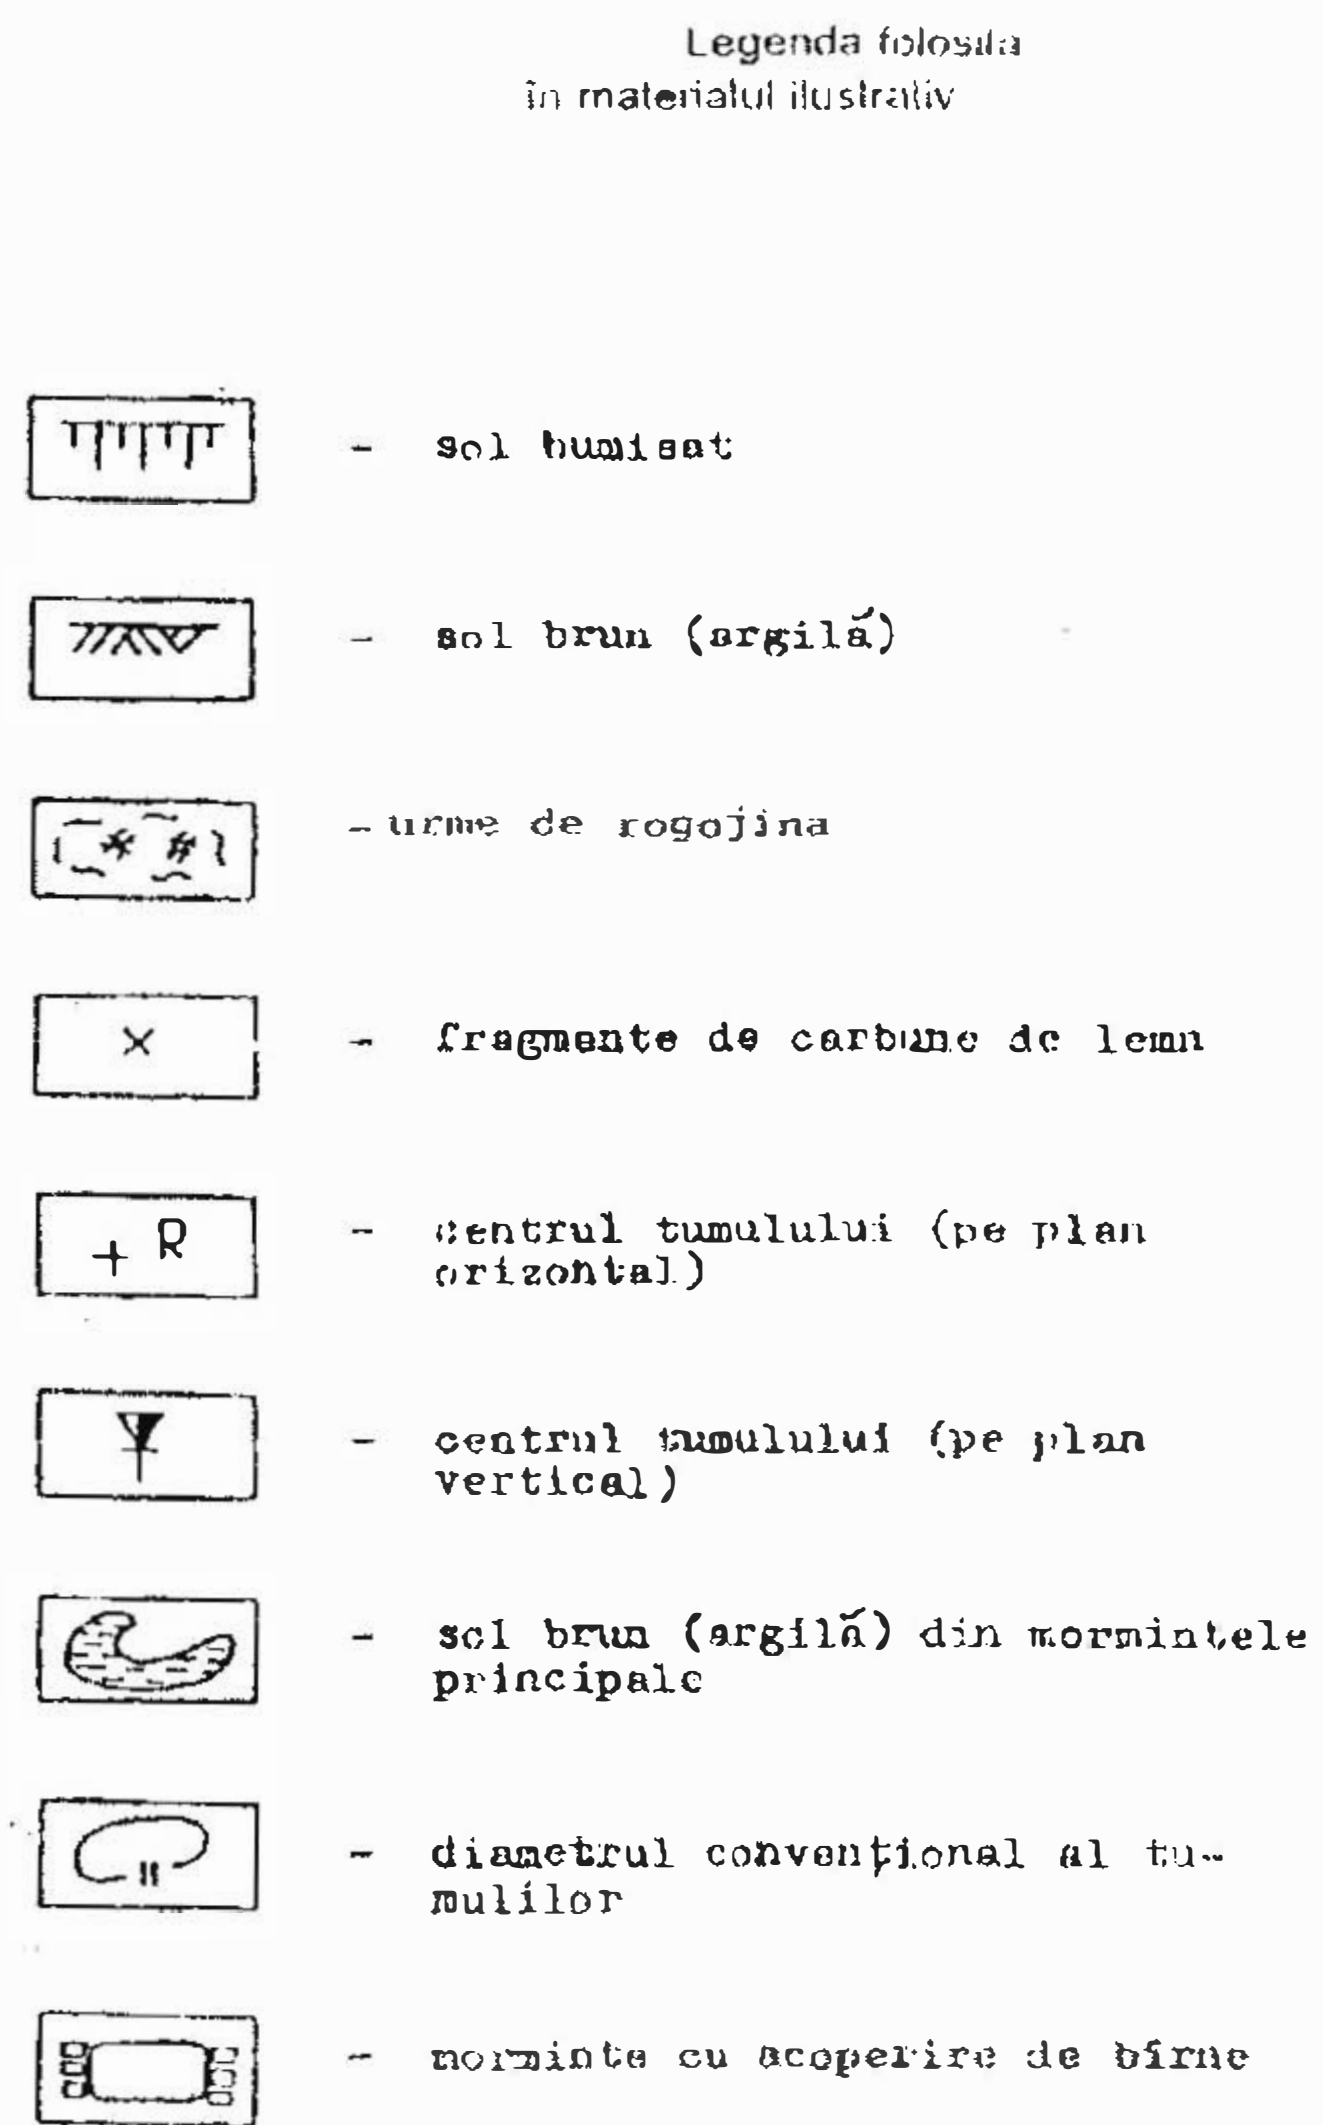 Legenda folosita
în materialul ilustrativ
- sol humizat
- sol brun (argilă)
- urme de rogojina
- fragmente de carbune de lemn
+ R - centrul tumulului (pe plan
orizontal)
- centrul tumulului (pe plan
vertical)
- sol brun (argilă) din mormintele
principale
- diametrul convenţional al tu-
mulilor
- morminte cu acoperire de bîrne